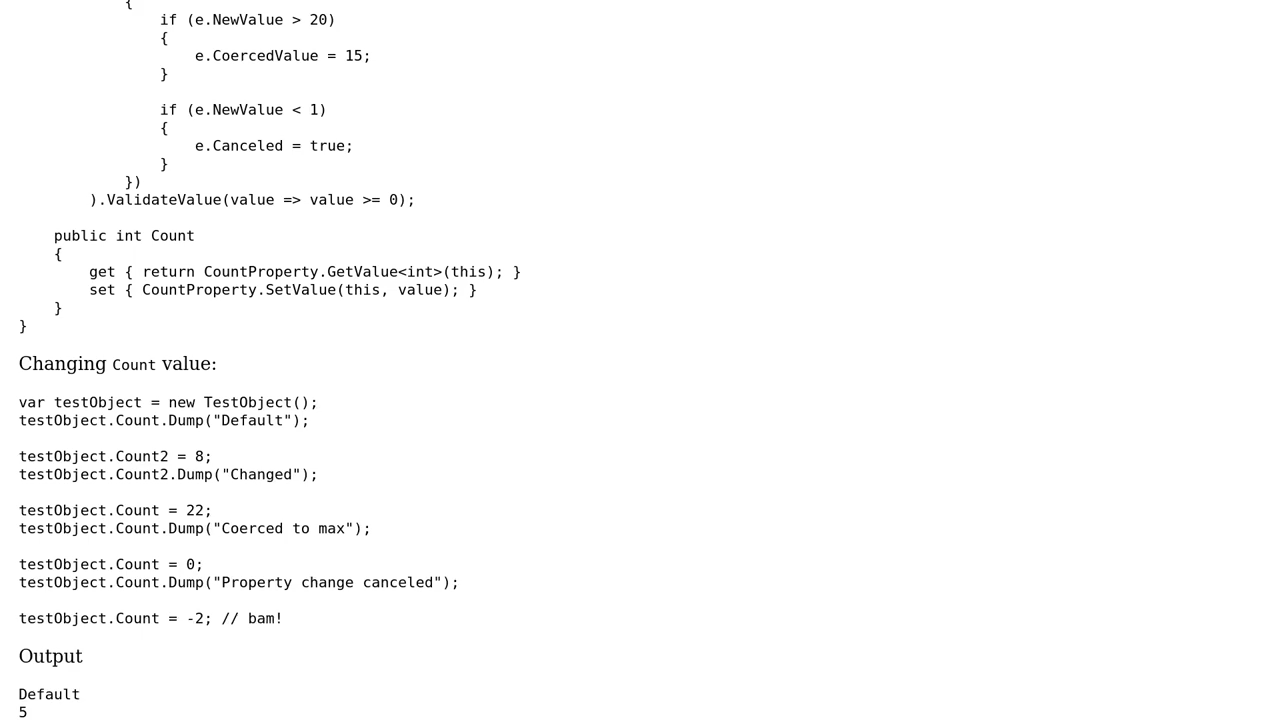 {
if (e.NewValue > 20)
{
e.CoercedValue = 15;
}
if (e.NewValue < 1)
{
e.Canceled = true;
}
})
).ValidateValue(value => value >= 0);
public int Count
{
get { return CountProperty.GetValue<int>(this); }
set { CountProperty.SetValue(this, value); }
}
}
Changing Count value:
var testObject = new TestObject();
testObject.Count.Dump("Default");
testObject.Count2 = 8;
testObject.Count2.Dump("Changed");
testObject.Count = 22;
testObject.Count.Dump("Coerced to max");
testObject.Count = 0;
testObject.Count.Dump("Property change canceled");
testObject.Count = -2; // bam!
Output
Default
5